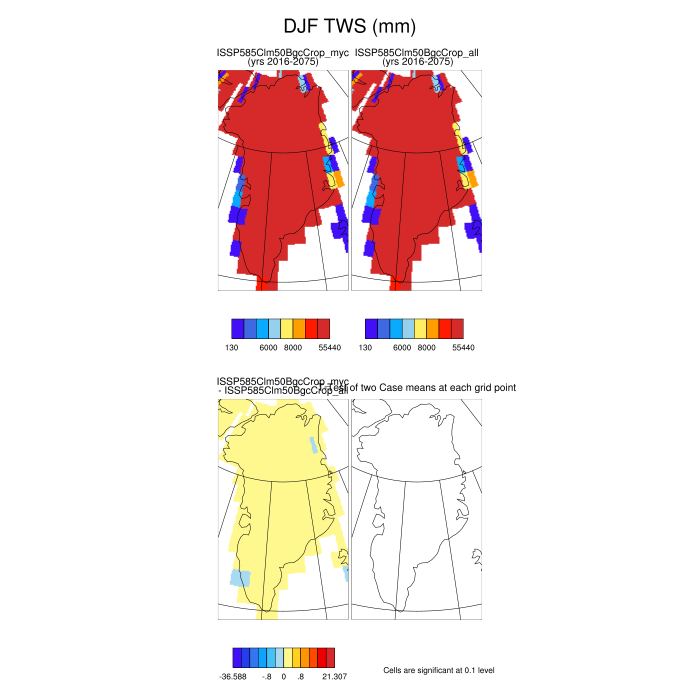 DJF TWS (mm)
ISSP585Clm50BgcCrop_myc
(yrs 2016-2075)
ISSP585Clm50BgcCrop_all
(yrs 2016-2075)
130 6000 8000 55440
130 6000 8000 55440
ISSP585Clm50BgcCrop_myc
- ISSP585Clm50BgcCrop_all
of two Case means at each grid point
-36.588 -.8 0 .8 21.307
Cells are significant at 0.1 level